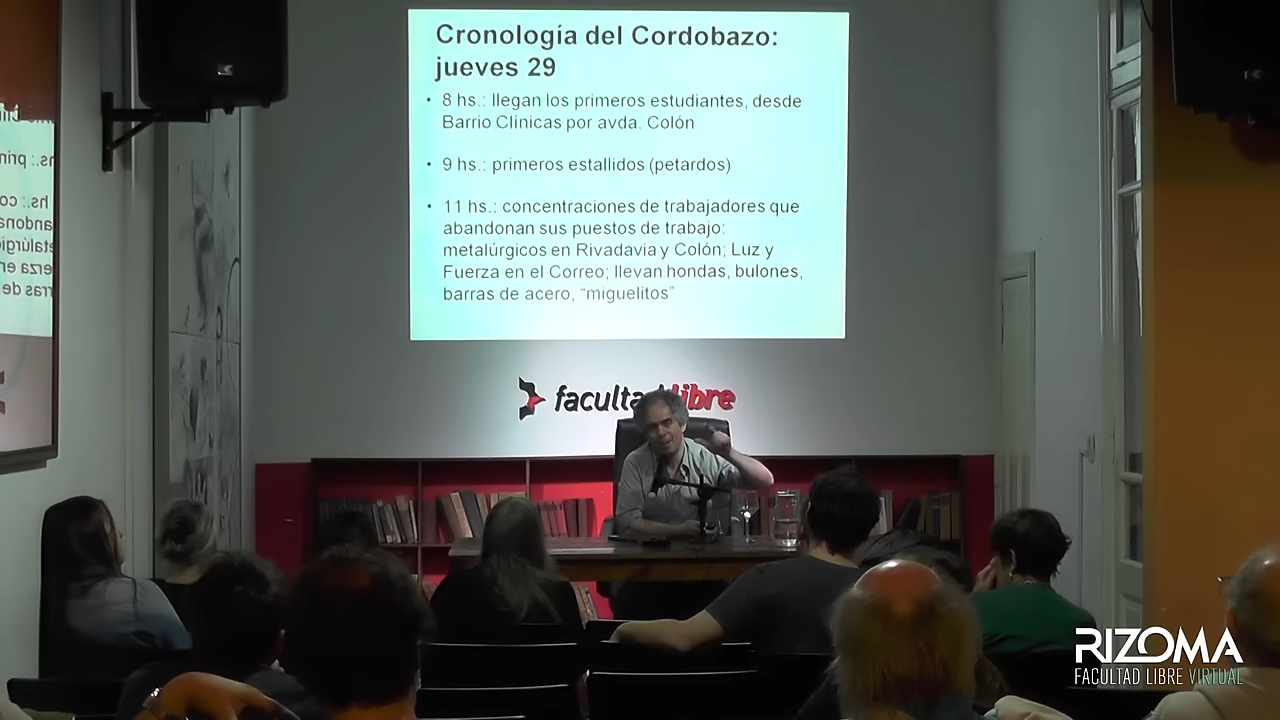 Cronología del Cordobazo:
jueves 29
• 8 hs.: llegan los primeros estudiantes, desde
Barrio Clínicas por avda. Colón
• 9 hs.: primeros estallidos (petardos)
• 11 hs.: concentraciones de trabajadores que
abandonan sus puestos de trabajo:
metalúrgicos en Rivadavia y Colón; Luz y
Fuerza en el Correo; llevan hondas, bulones,
barras de acero, “miguelitos”
facultad libre
RIZOMA
FACULTAD LIBRE VIRTUAL